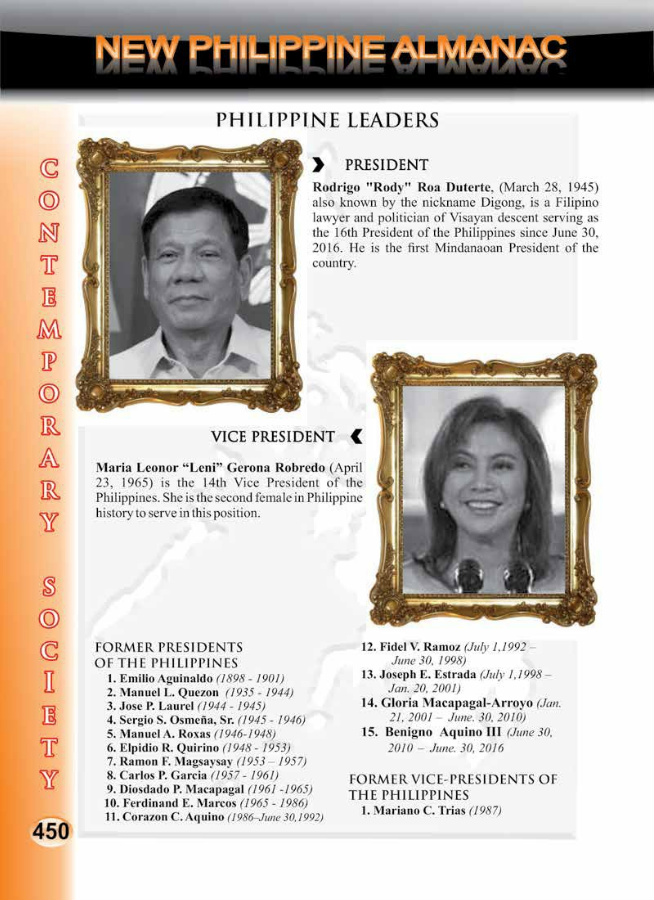 NEW PHILIPPINE ALMANAC
CONTEMPORARY SOCIETY
PHILIPPINE LEADERS
PRESIDENT
Rodrigo "Rody" Roa Duterte, (March 28, 1945)
also known by the nickname Digong, is a Filipino
lawyer and politician of Visayan descent serving as
the 16th President of the Philippines since June 30,
2016. He is the first Mindanaoan President of the
country.
VICE PRESIDENT
Maria Leonor “Leni” Gerona Robredo (April
23, 1965) is the 14th Vice President of the
Philippines. She is the second female in Philippine
history to serve in this position.
FORMER PRESIDENTS
OF THE PHILIPPINES
1. Emilio Aguinaldo (1898 - 1901)
2. Manuel L. Quezon (1935 - 1944)
3. Jose P. Laurel (1944 - 1945)
4. Sergio S. Osmeña, Sr. (1945 - 1946)
5. Manuel A. Roxas (1946-1948)
6. Elpidio R. Quirino (1948 - 1953)
7. Ramon F. Magsaysay (1953 – 1957)
8. Carlos P. Garcia (1957 - 1961)
9. Diosdado P. Macapagal (1961 -1965)
10. Ferdinand E. Marcos (1965 - 1986)
11. Corazon C. Aquino (1986–June 30,1992)
12. Fidel V. Ramoz (July 1,1992 –
June 30, 1998)
13. Joseph E. Estrada (July 1,1998 –
Jan. 20, 2001)
14. Gloria Macapagal-Arroyo (Jan.
21, 2001 – June. 30, 2010)
15. Benigno Aquino III (June 30,
2010 – June. 30, 2016
FORMER VICE-PRESIDENTS OF
THE PHILIPPINES
1. Mariano C. Trias (1987)
450